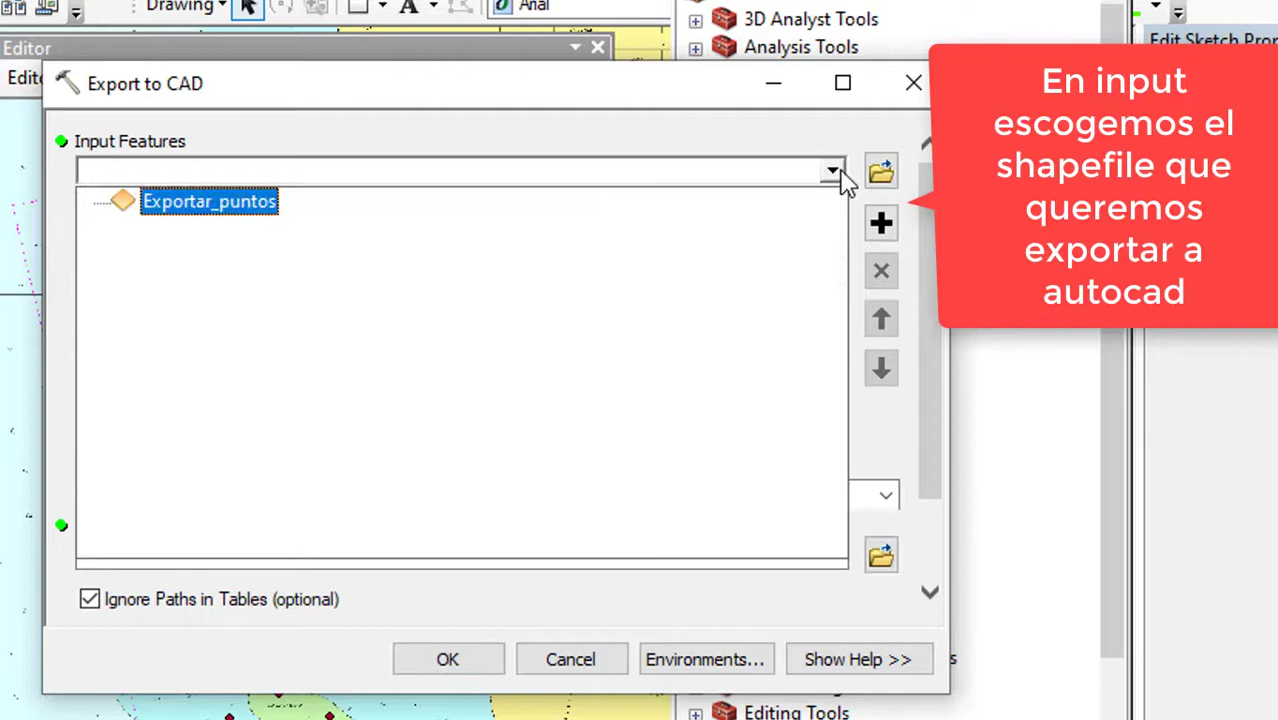 Drawing
A
Arial
3D Analyst Tools
Analysis Tools
Editor
Edit Sketch Prop
Export to CAD
Input Features
Exportar_puntos
En input
escogemos el
shapefile que
queremos
exportar a
autocad
Ignore Paths in Tables (optional)
OK
Cancel
Environments...
Show Help >>
Editing Tools